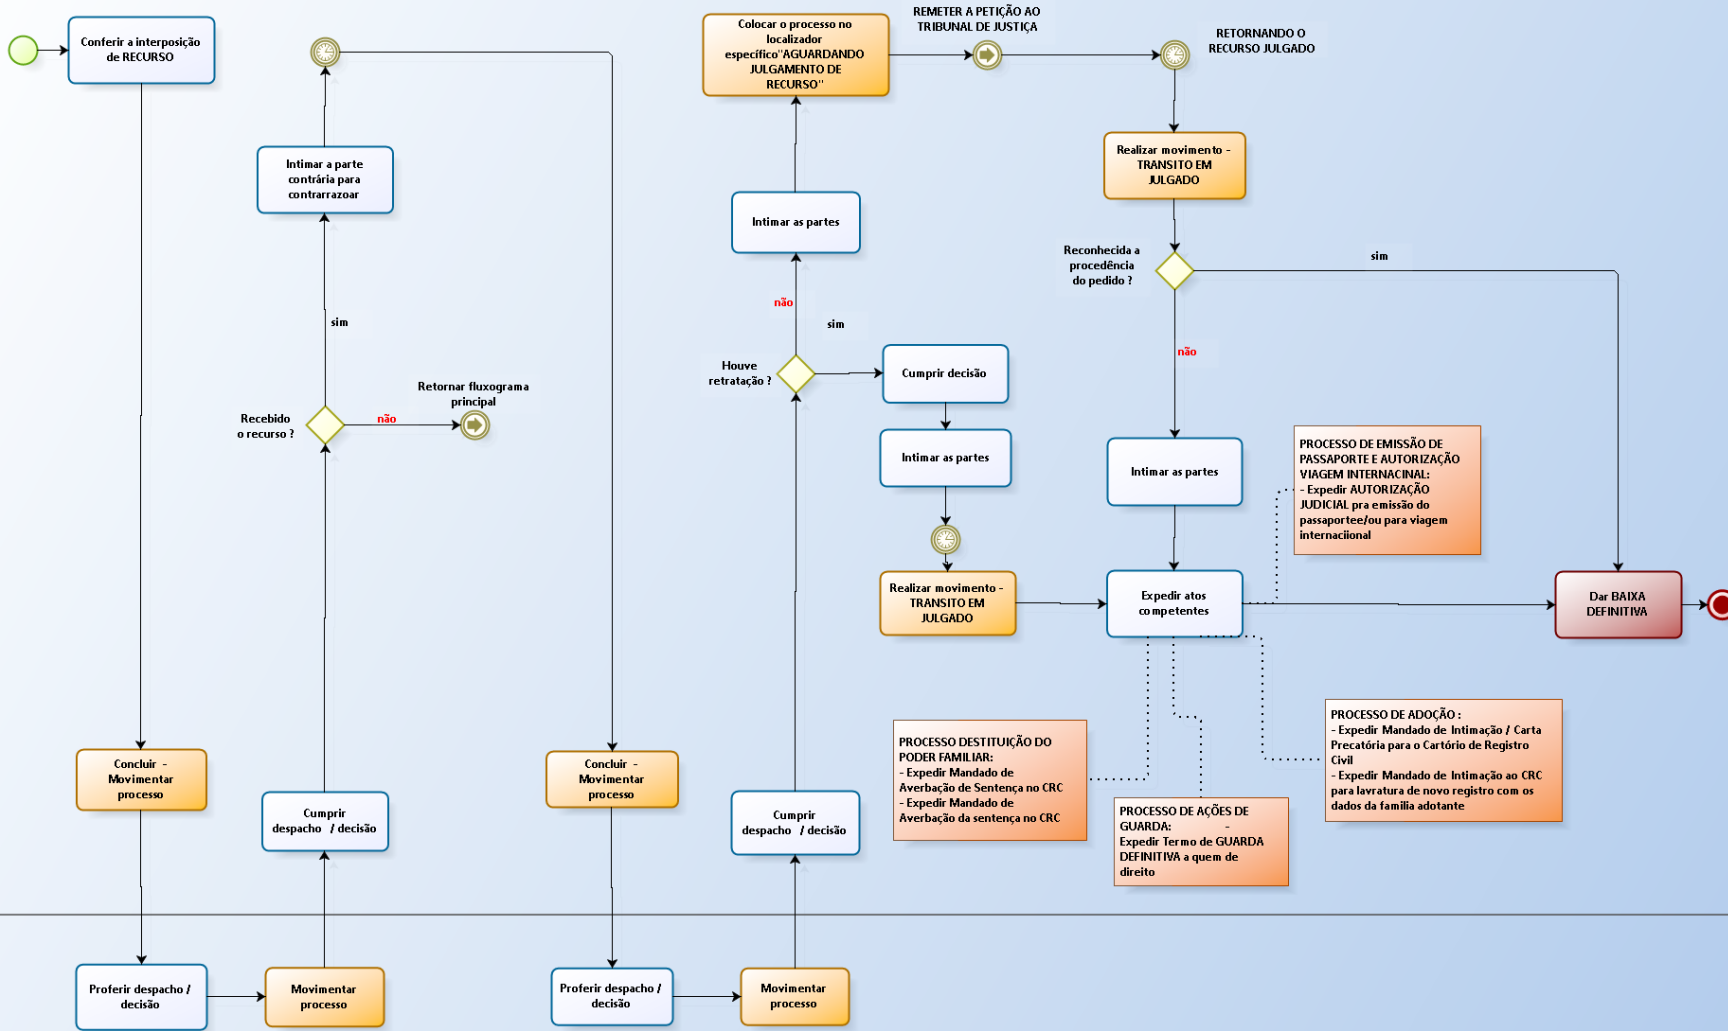 Conferir a interposição
de RECURSO
Concluir -
Movimentar
processo
Proferir despacho /
decisão
Movimentar
processo
Cumprir
despacho / decisão
Recebido
o recurso ?
não
Retornar fluxograma
principal
sim
Intimar a parte
contrária para
contrarrazoar
Concluir -
Movimentar
processo
Proferir despacho /
decisão
Movimentar
processo
Cumprir
despacho / decisão
Houve
retratação ?
não
sim
Intimar as partes
Colocar o processo no
localizador
específico"AGUARDANDO
JULGAMENTO DE
RECURSO"
REMETER A PETIÇÃO AO
TRIBUNAL DE JUSTIÇA
RETORNANDO O
RECURSO JULGADO
Realizar movimento -
TRANSITO EM
JULGADO
Reconhecida a
procedência
do pedido ?
sim
não
Cumprir decisão
Intimar as partes
Realizar movimento -
TRANSITO EM
JULGADO
Intimar as partes
Expedir atos
competentes
Dar BAIXA
DEFINITIVA
PROCESSO DE EMISSÃO DE
PASSAPORTE E AUTORIZAÇÃO
VIAGEM INTERNACINAL:
- Expedir AUTORIZAÇÃO
JUDICIAL pra emissão do
passaportee/ou para viagem
internaciional
PROCESSO DESTITUIÇÃO DO
PODER FAMILIAR:
- Expedir Mandado de
Averbação de Sentença no CRC
- Expedir Mandado de
Averbação da sentença no CRC
PROCESSO DE AÇÕES DE
GUARDA: -
Expedir Termo de GUARDA
DEFINITIVA a quem de
direito
PROCESSO DE ADOÇÃO :
- Expedir Mandado de Intimação / Carta
Precatória para o Cartório de Registro
Civil
- Expedir Mandado de Intimação ao CRC
para lavratura de novo registro com os
dados da familia adotante